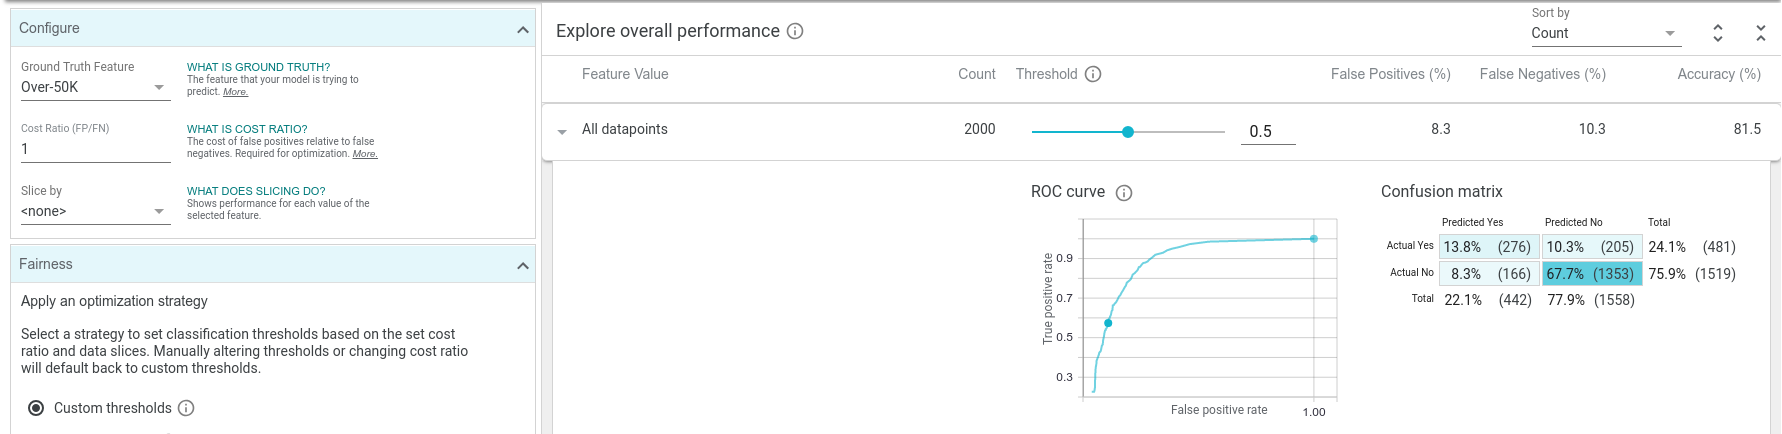 Configure
Ground Truth Feature
Over-50K
WHAT IS GROUND TRUTH?
The feature that your model is trying to
predict. More.
Cost Ratio (FP/FN)
1
WHAT IS COST RATIO?
The cost of false positives relative to false
negatives. Required for optimization. More.
Slice by
<none>
WHAT DOES SLICING DO?
Shows performance for each value of the
selected feature.
Fairness
Apply an optimization strategy
Select a strategy to set classification thresholds based on the set cost
ratio and data slices. Manually altering thresholds or changing cost ratio
will default back to custom thresholds.
Custom thresholds
Explore overall performance
Sort by
Count
Feature Value Count Threshold False Positives (%) False Negatives (%) Accuracy (%)
All datapoints 2000 0.5 8.3 10.3 81.5
ROC curve
True positive rate
0.9
0.7
0.5
0.3
False positive rate
1.00
Confusion matrix
Predicted Yes Predicted No Total
Actual Yes 13.8% (276) 10.3% (205) 24.1% (481)
Actual No 8.3% (166) 67.7% (1353) 75.9% (1519)
Total 22.1% (442) 77.9% (1558)